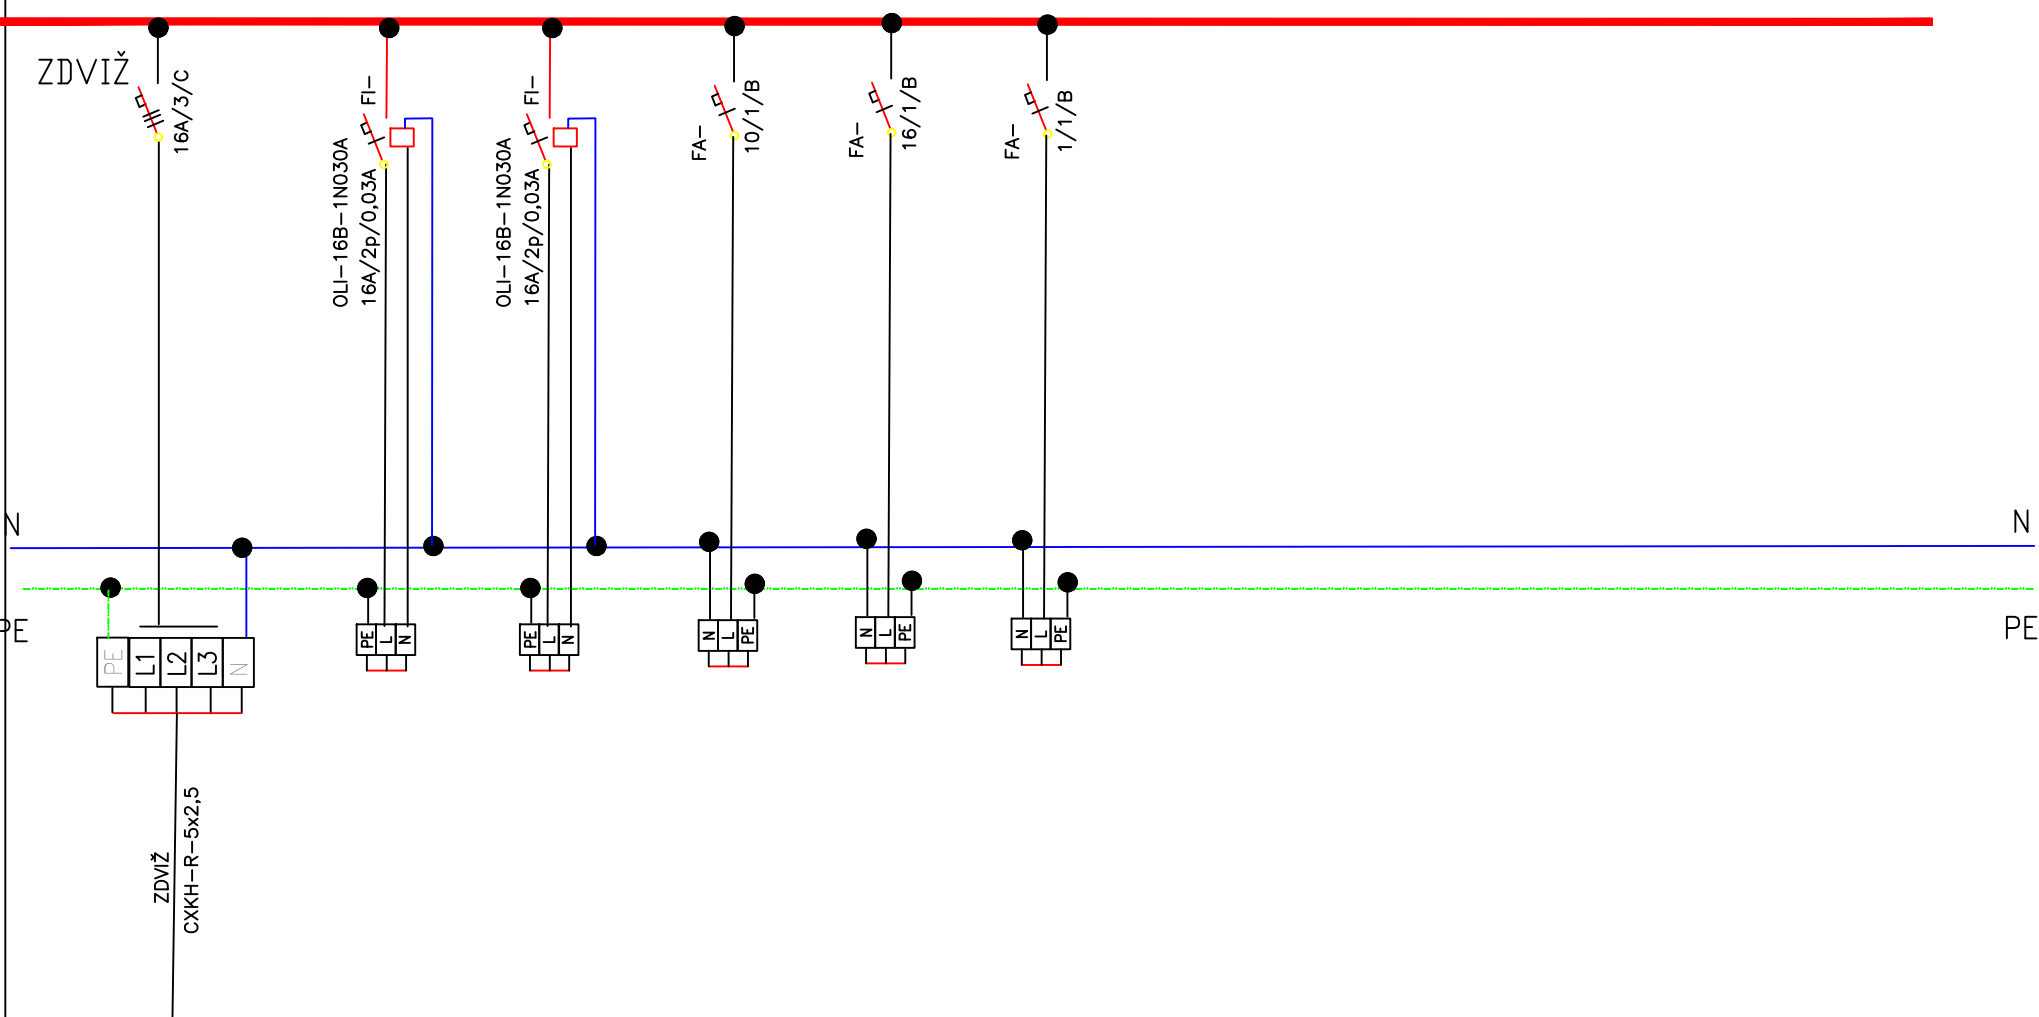 ZDVIŽ
16A/3/C
FI-
OLI-16B-1N030A
16A/2p/0,03A
FI-
OLI-16B-1N030A
16A/2p/0,03A
FA-
10/1/B
FA-
16/1/B
FA-
1/1/B
N
N
PE
PE
PE L1 L2 L3 N
PE L N
PE L N
N L PE
N L PE
N L PE
ZDVIŽ
CXKH-R-5x2,5